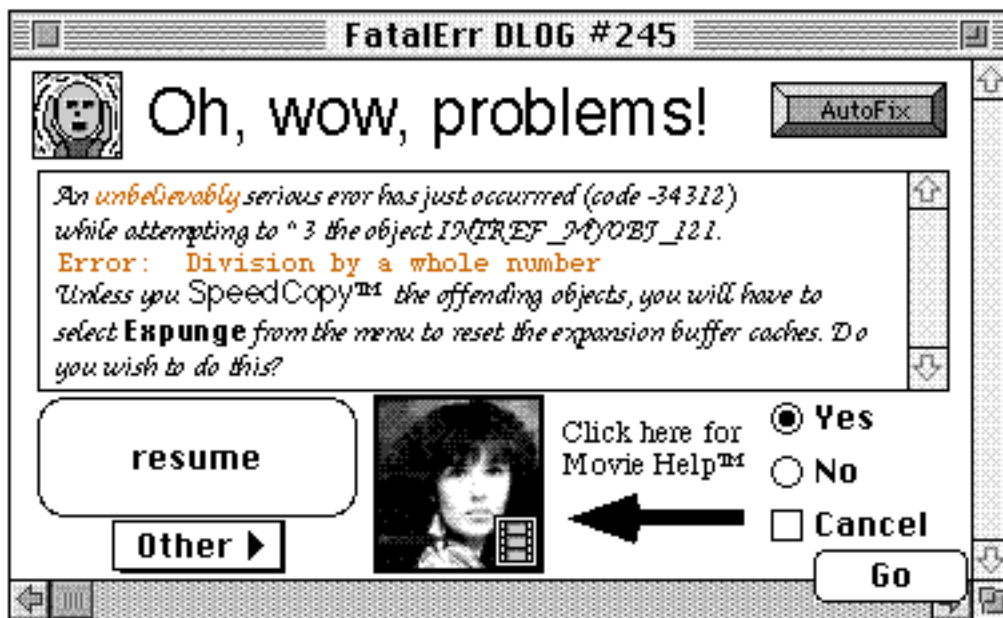 FatalErr DLOG #245
Oh, wow, problems!
AutoFix
An unbelievably serious eror has just occurrred (code -34312)
while attempting to ^3 the object INTREF_MYOBJ_121.
Error: Division by a whole number
Unless you SpeedCopy™ the offending objects, you will have to
select Expunge from the menu to reset the expansion buffer caches. Do
you wish to do this?
resume
Other
Click here for
Movie Help™
Yes
No
Cancel
Go